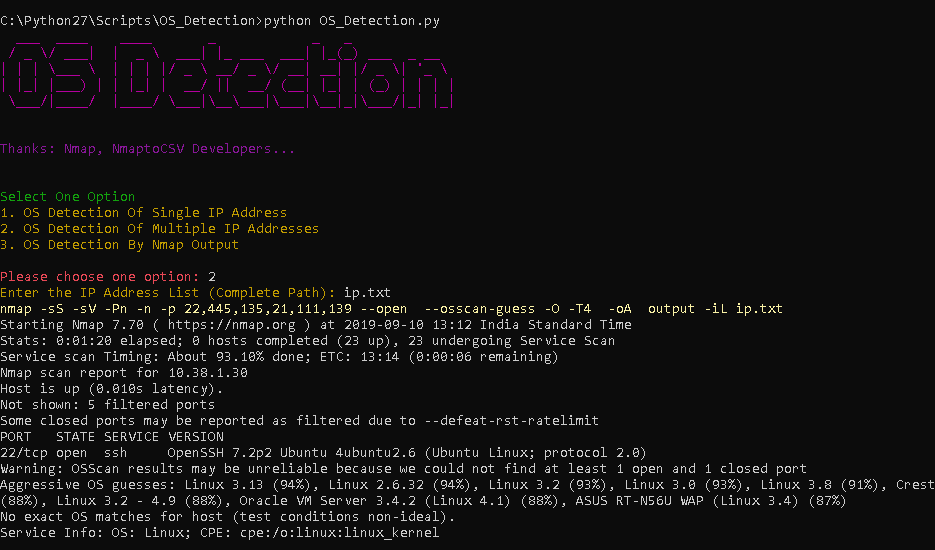 C:\Python27\Scripts\OS_Detection>python OS_Detection.py
OS Detection
Thanks: Nmap, NmaptoCSV Developers...
Select One Option
1. OS Detection Of Single IP Address
2. OS Detection Of Multiple IP Addresses
3. OS Detection By Nmap Output
Please choose one option: 2
Enter the IP Address List (Complete Path): ip.txt
nmap -sS -sV -Pn -n -p 22,445,135,21,111,139 --open  --osscan-guess -O -T4  -oA  output -iL ip.txt
Starting Nmap 7.70 ( https://nmap.org ) at 2019-09-10 13:12 India Standard Time
Stats: 0:01:20 elapsed; 0 hosts completed (23 up), 23 undergoing Service Scan
Service scan Timing: About 93.10% done; ETC: 13:14 (0:00:06 remaining)
Nmap scan report for 10.38.1.30
Host is up (0.010s latency).
Not shown: 5 filtered ports
Some closed ports may be reported as filtered due to --defeat-rst-ratelimit
PORT   STATE SERVICE VERSION
22/tcp open  ssh     OpenSSH 7.2p2 Ubuntu 4ubuntu2.6 (Ubuntu Linux; protocol 2.0)
Warning: OSScan results may be unreliable because we could not find at least 1 open and 1 closed port
Aggressive OS guesses: Linux 3.13 (94%), Linux 2.6.32 (94%), Linux 3.2 (93%), Linux 3.0 (93%), Linux 3.8 (91%), Crest
(88%), Linux 3.2 - 4.9 (88%), Oracle VM Server 3.4.2 (Linux 4.1) (88%), ASUS RT-N56U WAP (Linux 3.4) (87%)
No exact OS matches for host (test conditions non-ideal).
Service Info: OS: Linux; CPE: cpe:/o:linux:linux_kernel